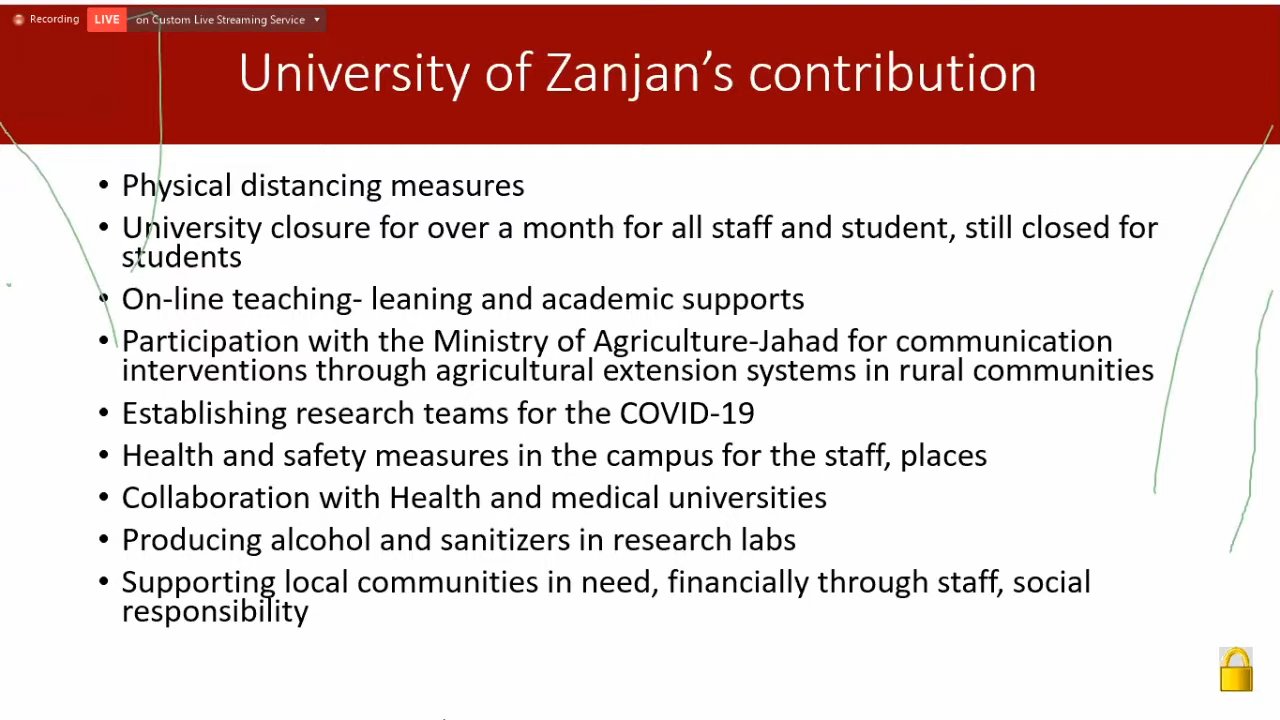 Recording LIVE on Custom Live Streaming Service
University of Zanjan’s contribution
• Physical distancing measures
• University closure for over a month for all staff and student, still closed for
students
• On-line teaching- leaning and academic supports
• Participation with the Ministry of Agriculture-Jahad for communication
interventions through agricultural extension systems in rural communities
• Establishing research teams for the COVID-19
• Health and safety measures in the campus for the staff, places
• Collaboration with Health and medical universities
• Producing alcohol and sanitizers in research labs
• Supporting local communities in need, financially through staff, social
responsibility